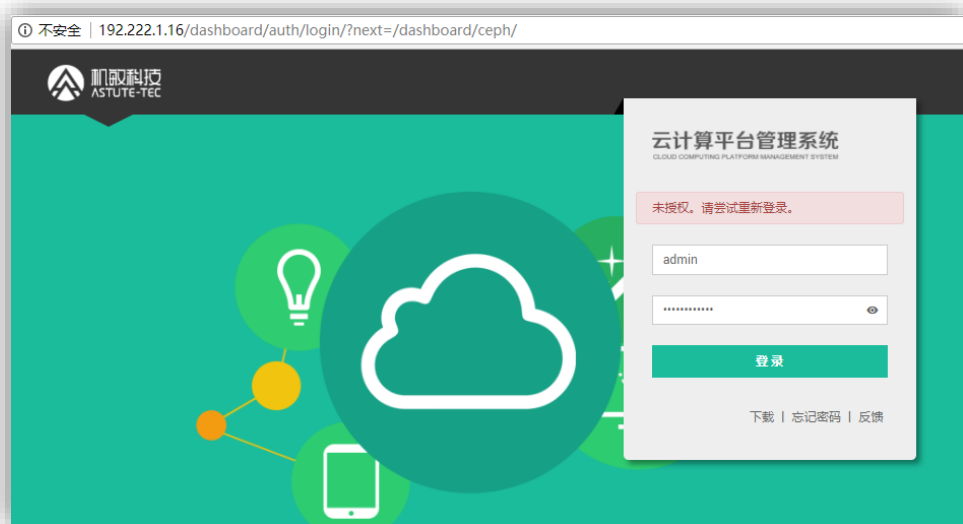 不安全 | 192.222.1.16/dashboard/auth/login/?next=/dashboard/ceph/
机敏科技
ASTUTE-TEC
云计算平台管理系统
CLOUD COMPUTING PLATFORM MANAGEMENT SYSTEM
未授权。请尝试重新登录。
admin
••••••••••••
登录
下载 | 忘记密码 | 反馈